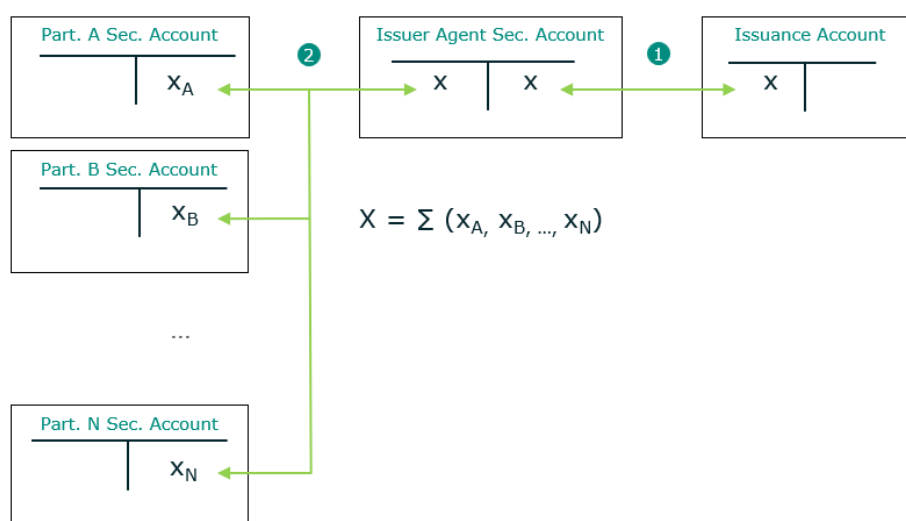 Part. A Sec. Account
2
Issuer Agent Sec. Account
1
Issuance Account
xA
x
x
x
Part. B Sec. Account
xB
X = Σ (xA, xB, ..., xN)
...
Part. N Sec. Account
xN